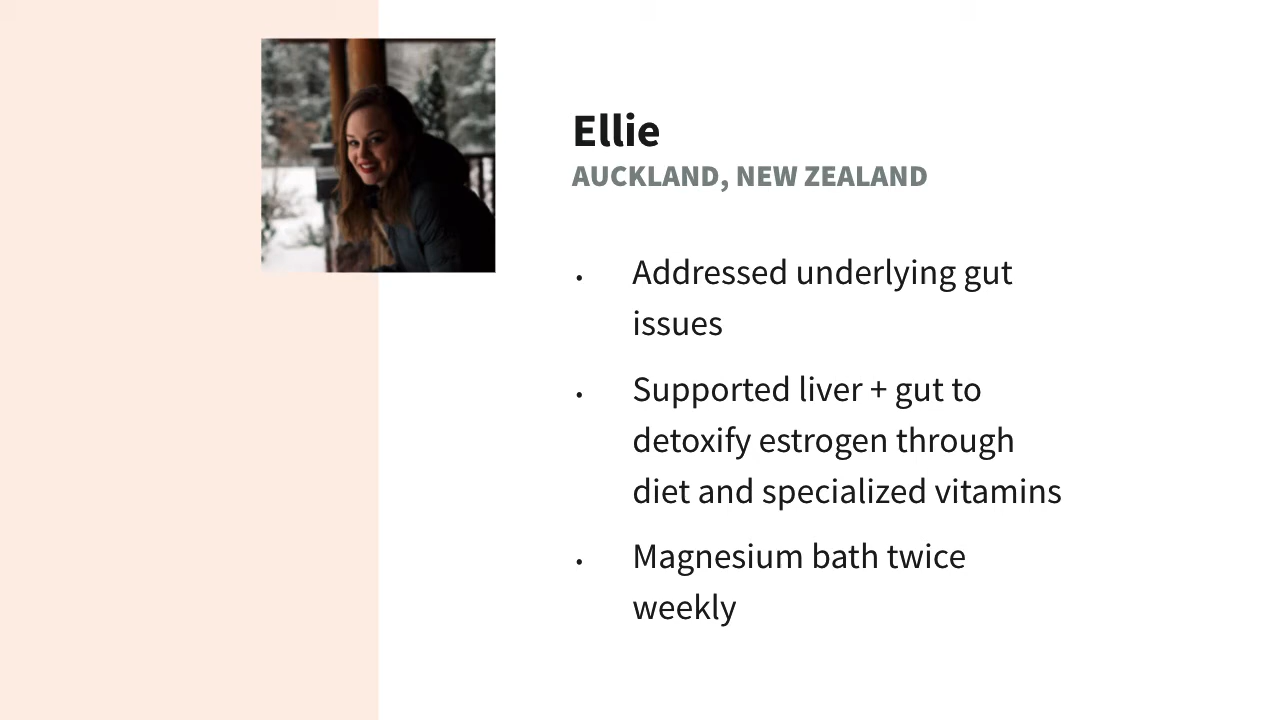 Ellie
AUCKLAND, NEW ZEALAND
• Addressed underlying gut
issues
• Supported liver + gut to
detoxify estrogen through
diet and specialized vitamins
• Magnesium bath twice
weekly